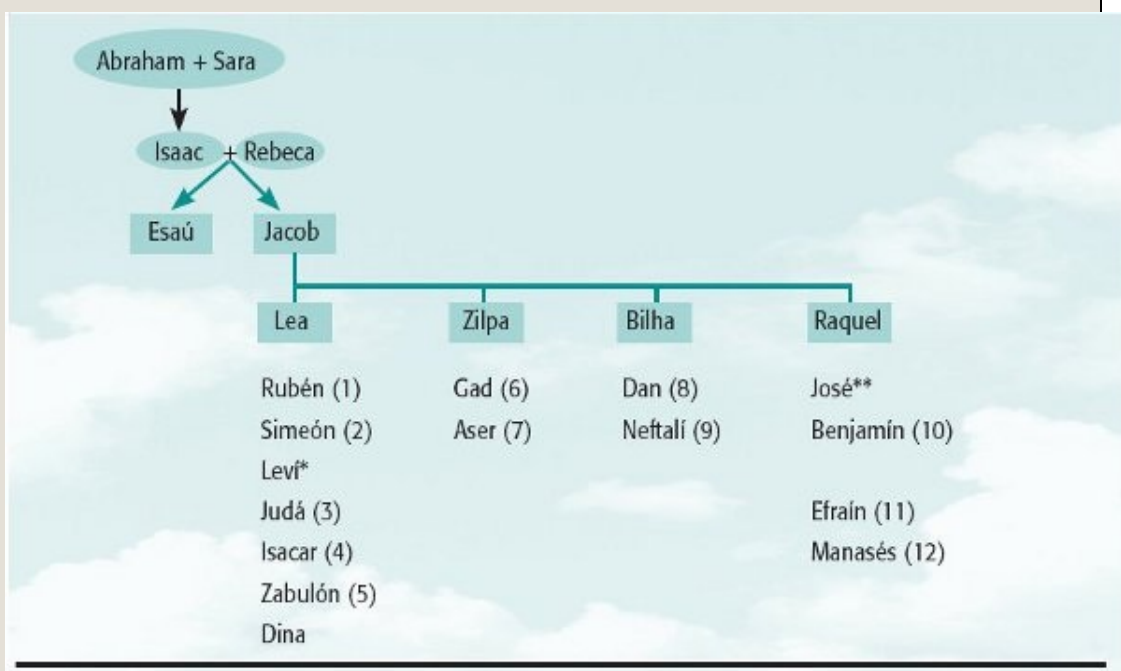 Abraham + Sara
Isaac + Rebeca
Esaú Jacob
Lea Zilpa Bilha Raquel
Rubén (1) Gad (6) Dan (8) José**
Simeón (2) Aser (7) Neftalí (9) Benjamín (10)
Leví*
Judá (3) Efraín (11)
Isacar (4) Manasés (12)
Zabulón (5)
Dina